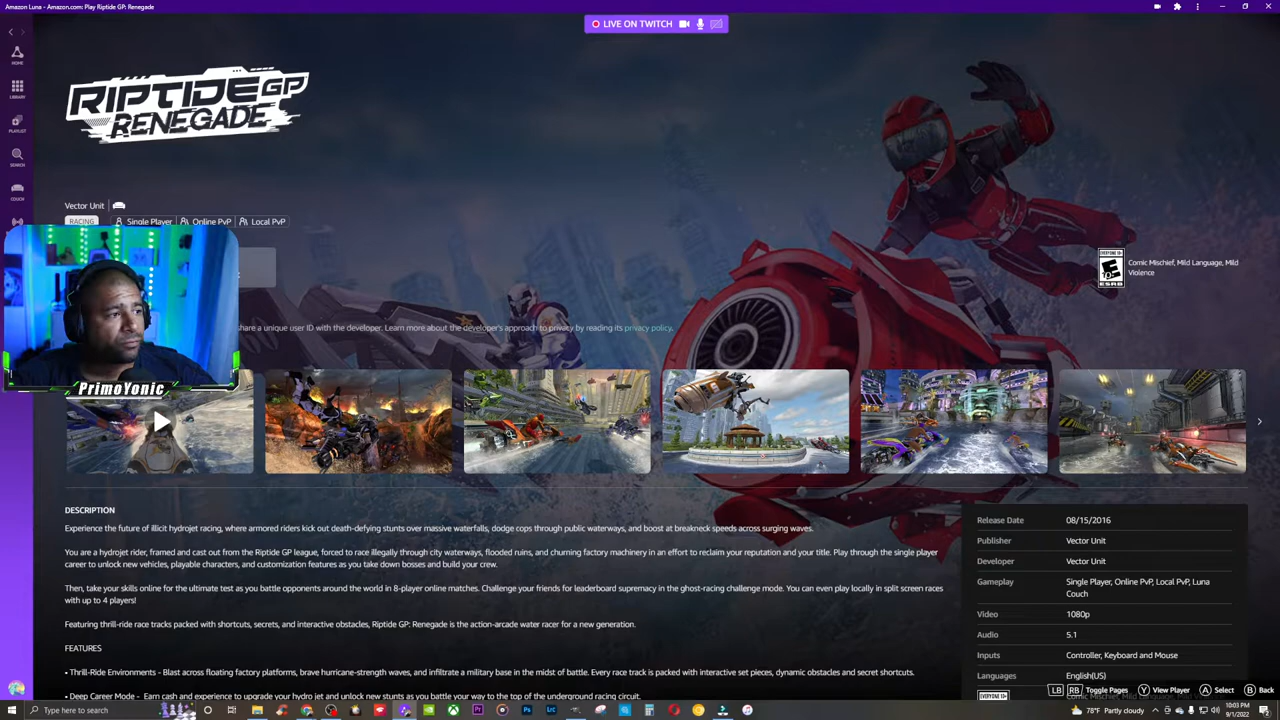 Amazon Luna - Amazon.com: Play Riptide GP: Renegade
LIVE ON TWITCH
HOME
LIBRARY
PLAYLIST
SEARCH
COUCH
RIPTIDE GP
RENEGADE
Vector Unit
RACING
Single Player
Online PvP
Local PvP
EVERYONE 10+
E
ESRB
Comic Mischief, Mild Language, Mild
Violence
share a unique user ID with the developer. Learn more about the developer's approach to privacy by reading its privacy policy.
PrimoYonic
DESCRIPTION
Experience the future of illicit hydrojet racing, where armored riders kick out death-defying stunts over massive waterfalls, dodge cops through public waterways, and boost at breakneck speeds across surging waves.
You are a hydrojet rider, framed and cast out from the Riptide GP league, forced to race illegally through city waterways, flooded ruins, and churning factory machinery in an effort to reclaim your reputation and your title. Play through the single player
career to unlock new vehicles, playable characters, and customization features as you take down bosses and build your crew.
Then, take your skills online for the ultimate test as you battle opponents around the world in 8-player online matches. Challenge your friends for leaderboard supremacy in the ghost-racing challenge mode. You can even play locally in split screen races
with up to 4 players!
Featuring thrill-ride race tracks packed with shortcuts, secrets, and interactive obstacles, Riptide GP: Renegade is the action-arcade water racer for a new generation.
FEATURES
• Thrill-Ride Environments - Blast across floating factory platforms, brave hurricane-strength waves, and infiltrate a military base in the midst of battle. Every race track is packed with interactive set pieces, dynamic obstacles and secret shortcuts.
• Deep Career Mode - Earn cash and experience to upgrade your hydro jet and unlock new stunts as you battle your way to the top of the underground racing circuit.
Release Date 08/15/2016
Publisher Vector Unit
Developer Vector Unit
Gameplay Single Player, Online PvP, Local PvP, Luna
Couch
Video 1080p
Audio 5.1
Inputs Controller, Keyboard and Mouse
Languages English(US)
EVERYONE 10+
Comic Mischief, Mild Language, Mild
LB RB Toggle Pages Y View Player A Select B Back
Type here to search
78°F Partly cloudy
10:03 PM
9/1/2022